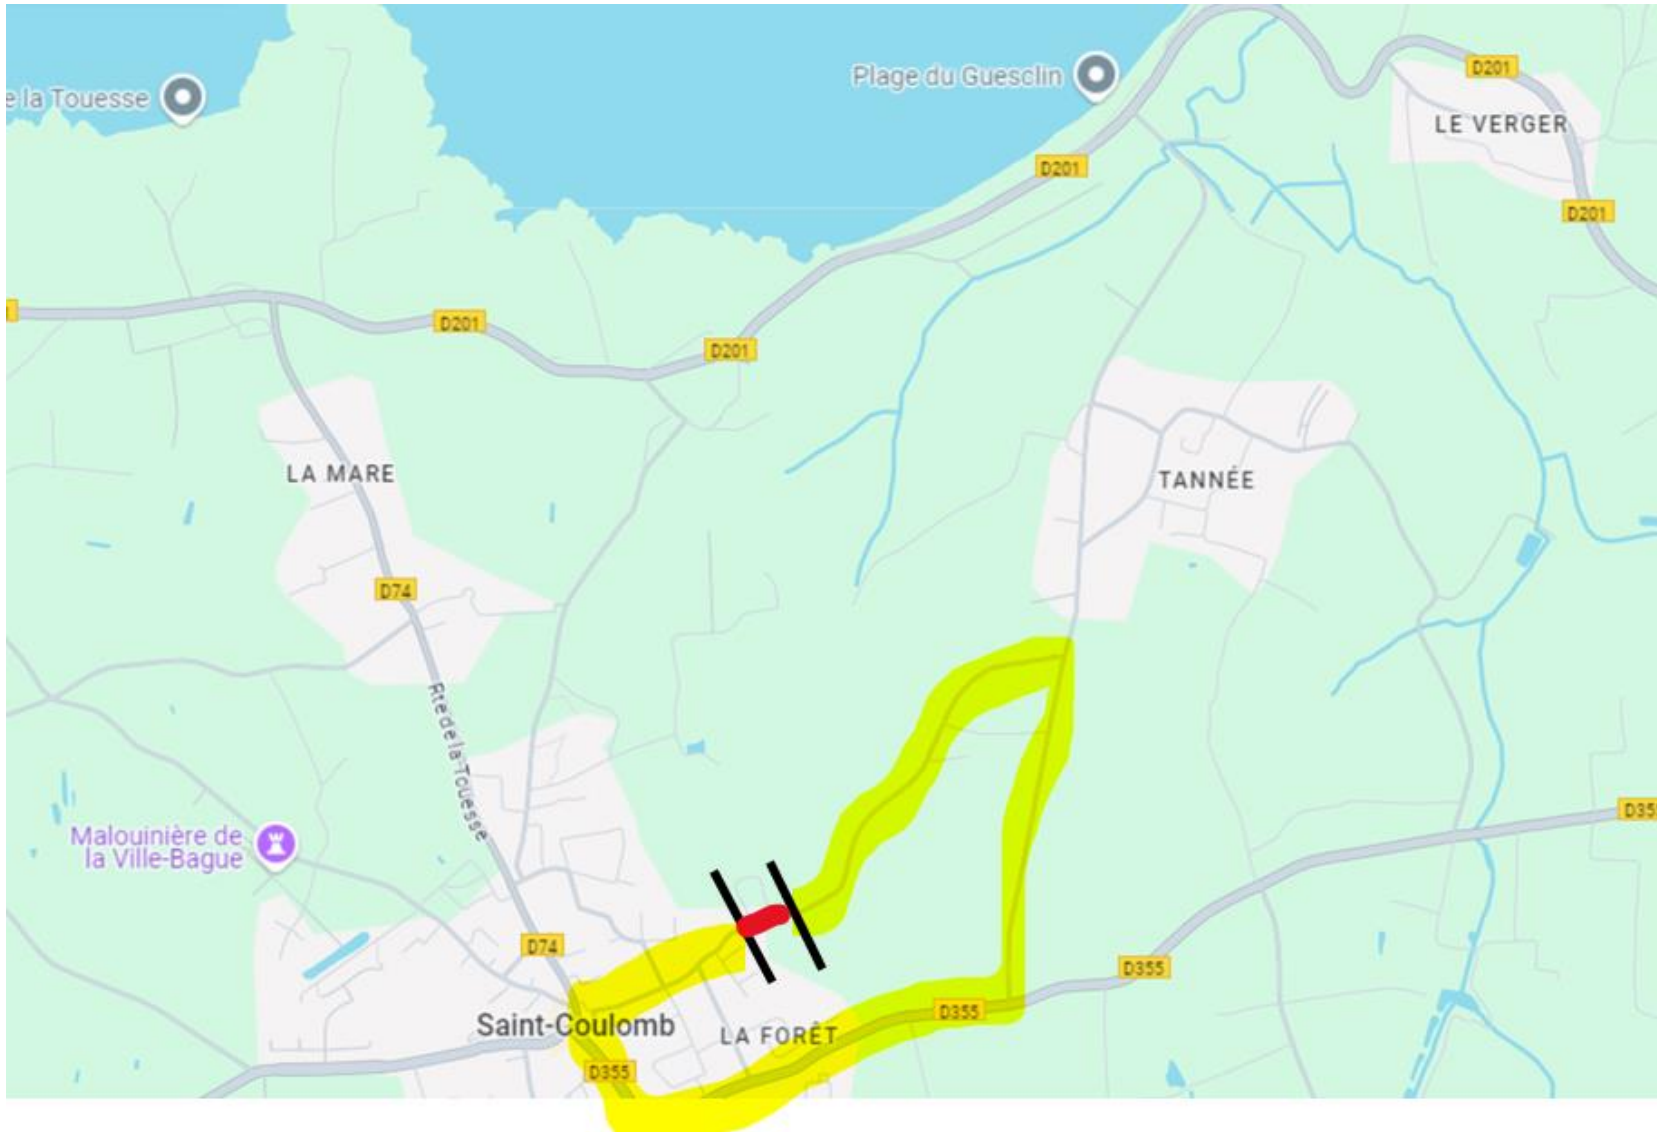 e la Touesse
Plage du Guesclin
D201
LE VERGER
D201
D201
D201
D201
LA MARE
TANNÉE
D74
Rte de la Touesse
Malouinière de
la Ville-Bague
D35
D74
D355
D355
Saint-Coulomb
LA FORÊT
D355